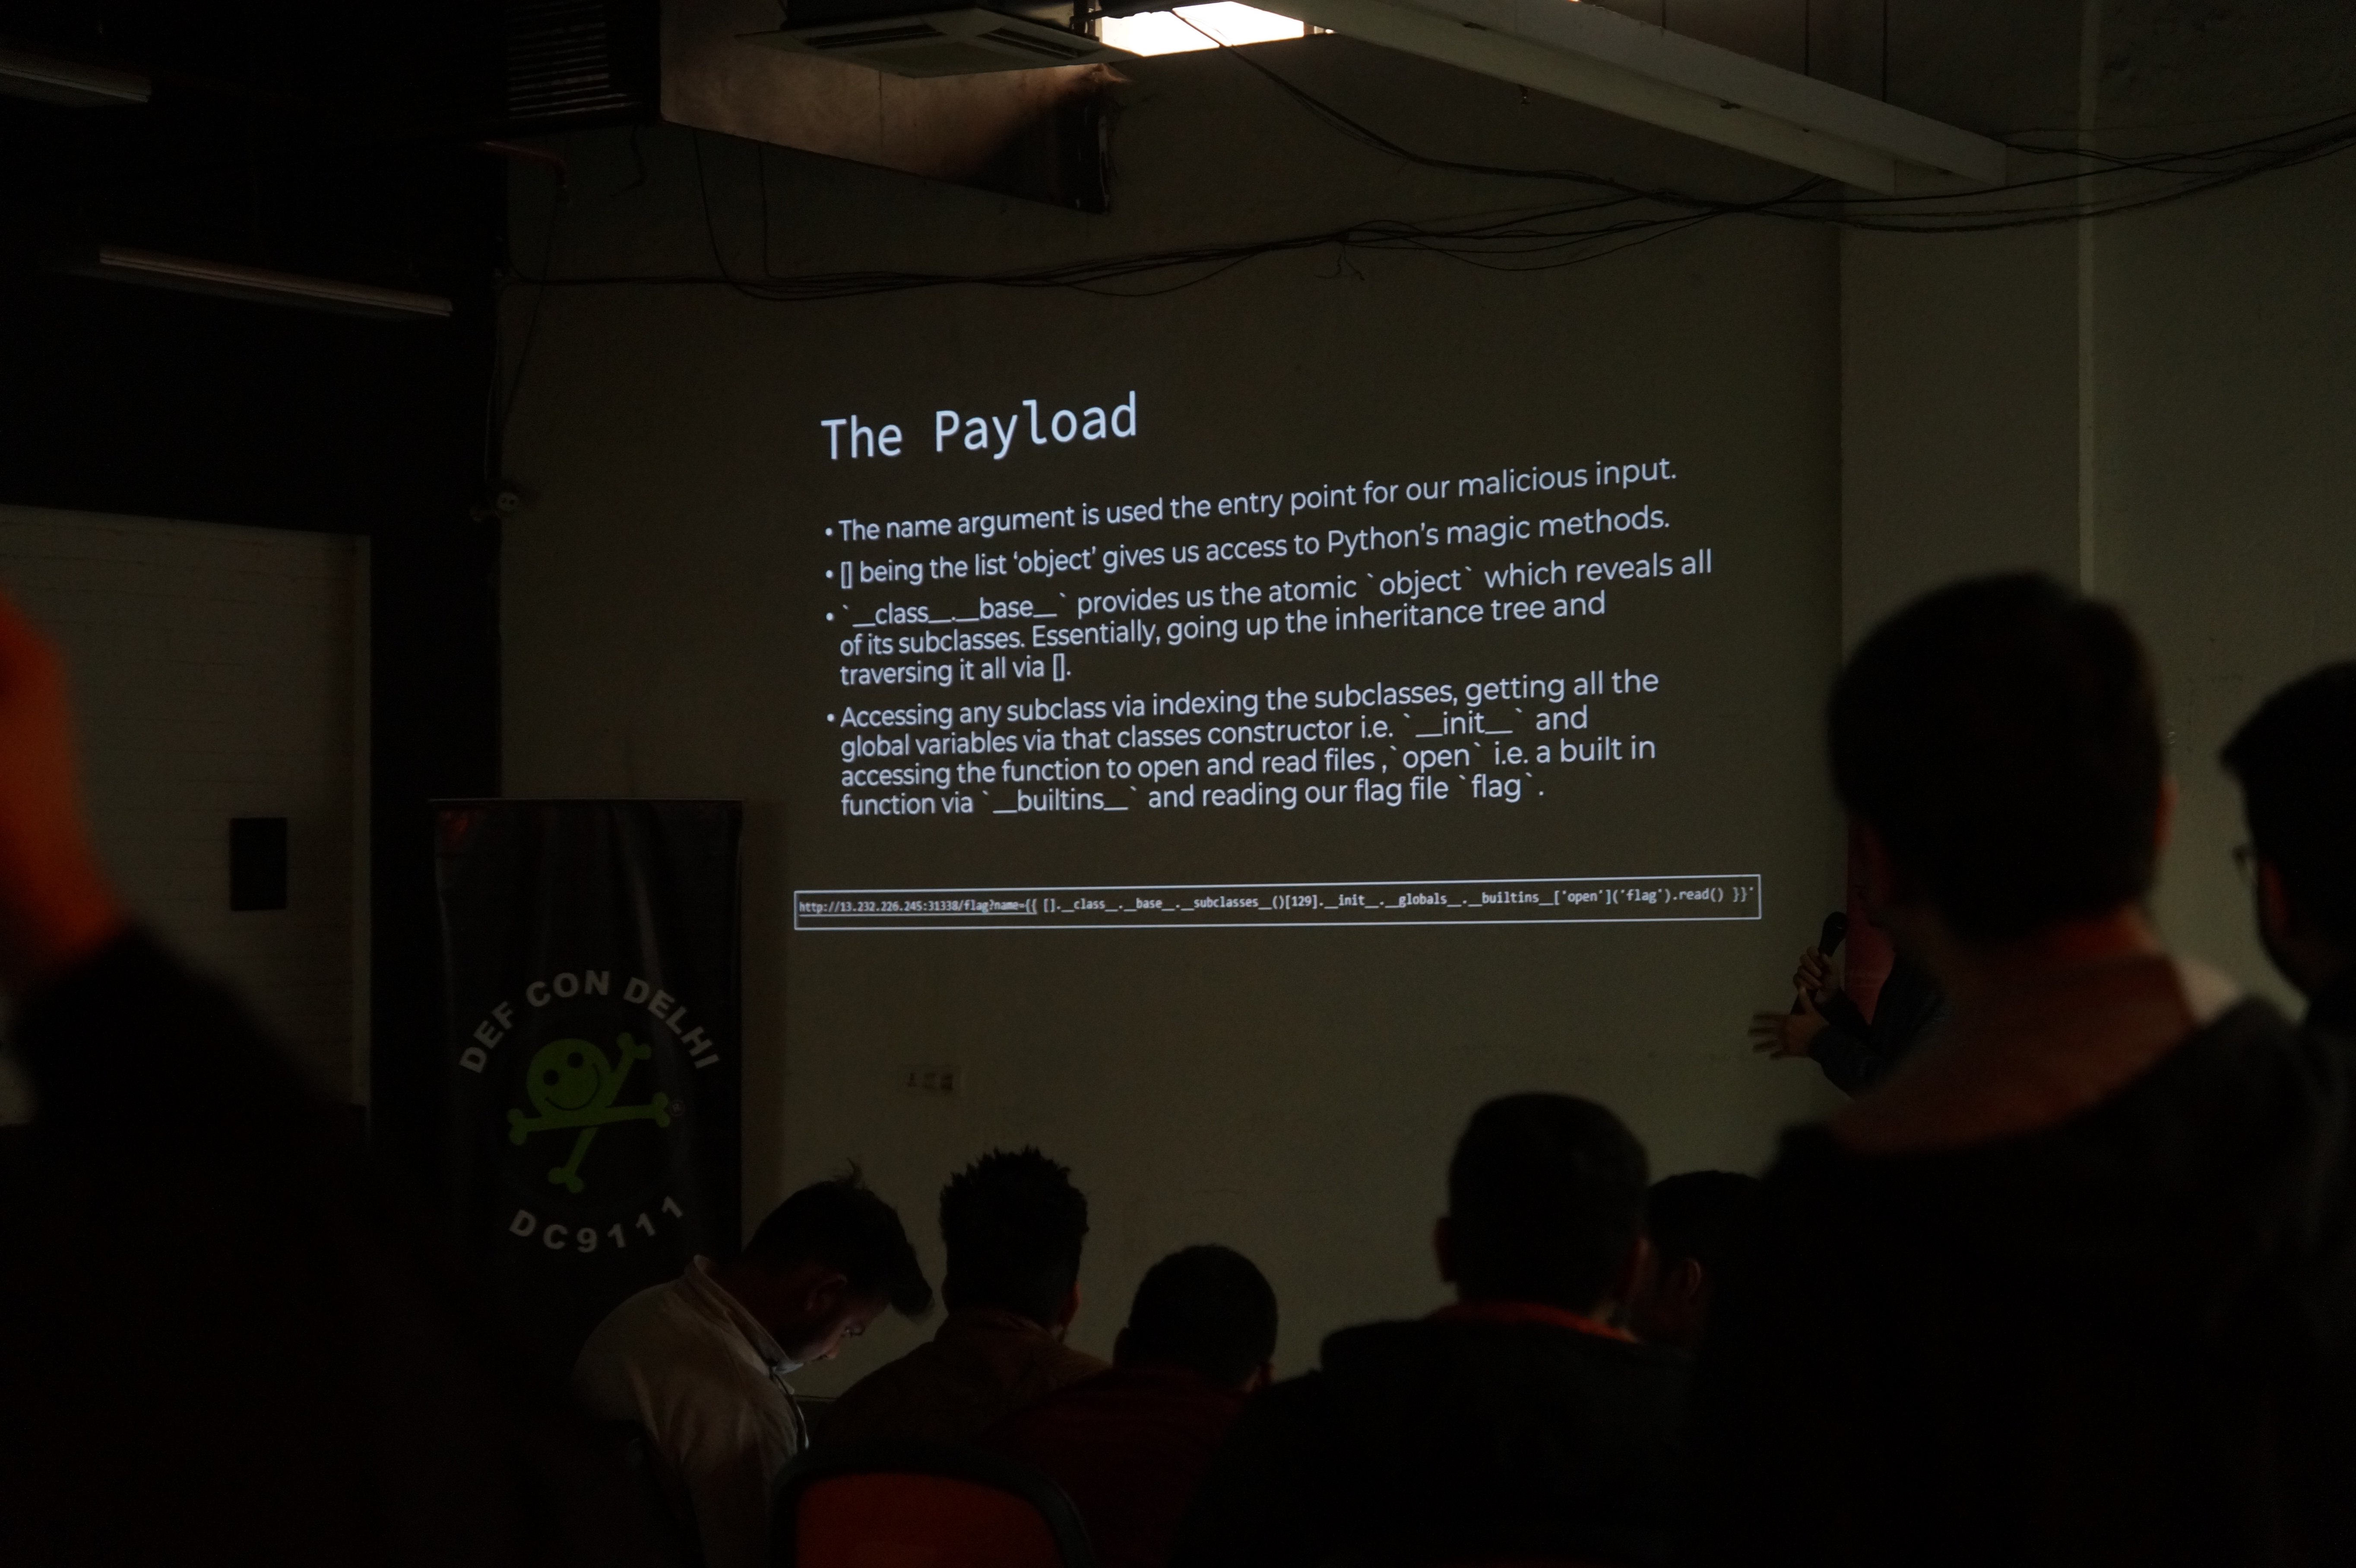 The Payload
• The name argument is used the entry point for our malicious input.
• [] being the list ‘object’ gives us access to Python’s magic methods.
• `__class__.__base__` provides us the atomic `object` which reveals all
of its subclasses. Essentially, going up the inheritance tree and
traversing it all via [].
• Accessing any subclass via indexing the subclasses, getting all the
global variables via that classes constructor i.e. `__init__` and
accessing the function to open and read files ,`open` i.e. a built in
function via `__builtins__` and reading our flag file `flag`.
http://13.232.226.245:31338/flag?name={{ [].__class__.__base__.__subclasses__()[129].__init__.__globals__.__builtins__['open']('flag').read() }}'
DEF CON DELHI
®
DC9111